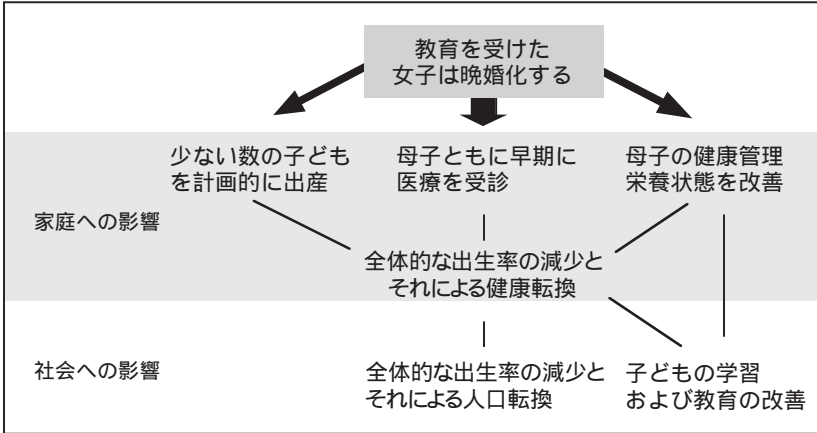 教育を受けた
女子は晩婚化する
少ない数の子ども
を計画的に出産
母子ともに早期に
医療を受診
母子の健康管理
栄養状態を改善
家庭への影響
全体的な出生率の減少と
それによる健康転換
社会への影響
全体的な出生率の減少と
それによる人口転換
子どもの学習
および教育の改善